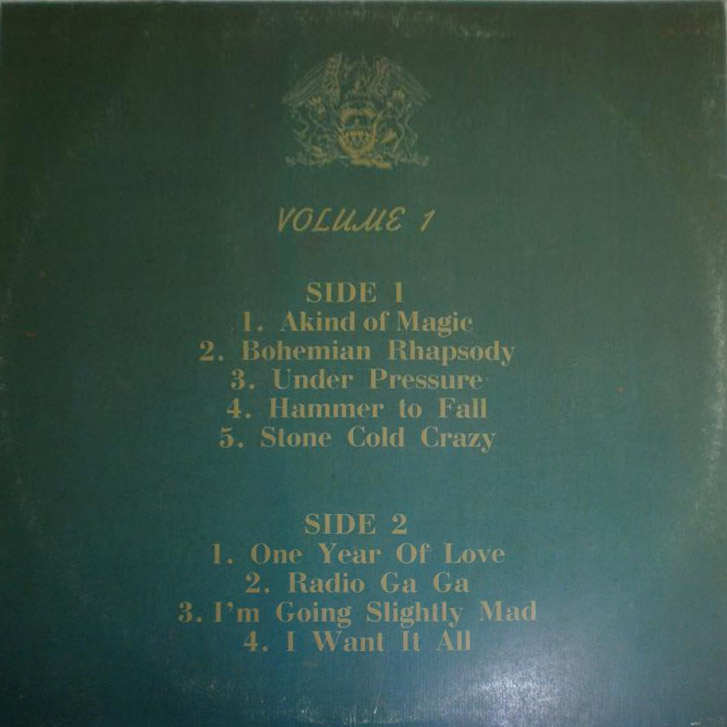 VOLUME 1
SIDE 1
1. Akind of Magic
2. Bohemian Rhapsody
3. Under Pressure
4. Hammer to Fall
5. Stone Cold Crazy
SIDE 2
1. One Year Of Love
2. Radio Ga Ga
3. I'm Going Slightly Mad
4. I Want It All